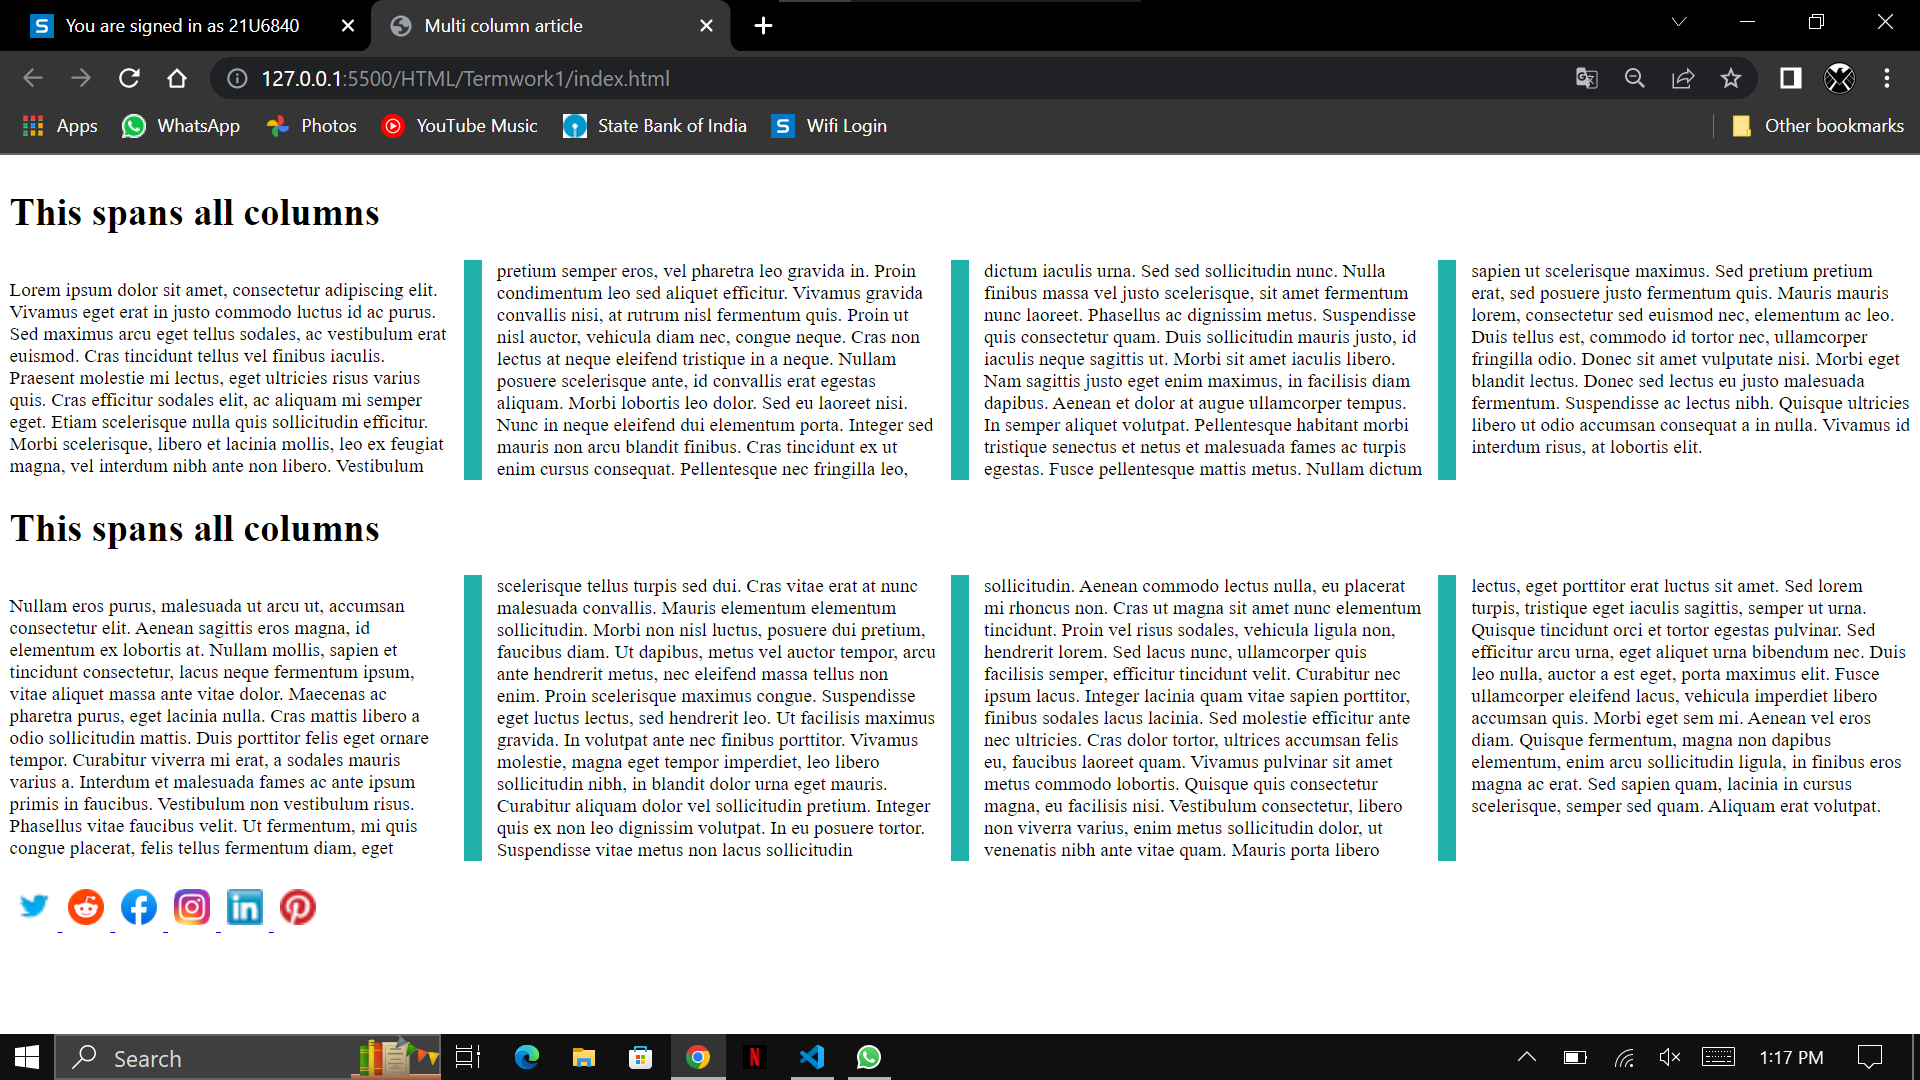 You are signed in as 21U6840
Multi column article
127.0.0.1:5500/HTML/Termwork1/index.html
Apps
WhatsApp
Photos
YouTube Music
State Bank of India
Wifi Login
Other bookmarks
This spans all columns
Lorem ipsum dolor sit amet, consectetur adipiscing elit.
Vivamus eget erat in justo commodo luctus id ac purus.
Sed maximus arcu eget tellus sodales, ac vestibulum erat
euismod. Cras tincidunt tellus vel finibus iaculis.
Praesent molestie mi lectus, eget ultricies risus varius
quis. Cras efficitur sodales elit, ac aliquam mi semper
eget. Etiam scelerisque nulla quis sollicitudin efficitur.
Morbi scelerisque, libero et lacinia mollis, leo ex feugiat
magna, vel interdum nibh ante non libero. Vestibulum
pretium semper eros, vel pharetra leo gravida in. Proin
condimentum leo sed aliquet efficitur. Vivamus gravida
convallis nisi, at rutrum nisl fermentum quis. Proin ut
nisl auctor, vehicula diam nec, congue neque. Cras non
lectus at neque eleifend tristique in a neque. Nullam
posuere scelerisque ante, id convallis erat egestas
aliquam. Morbi lobortis leo dolor. Sed eu laoreet nisi.
Nunc in neque eleifend dui elementum porta. Integer sed
mauris non arcu blandit finibus. Cras tincidunt ex ut
enim cursus consequat. Pellentesque nec fringilla leo,
dictum iaculis urna. Sed sed sollicitudin nunc. Nulla
finibus massa vel justo scelerisque, sit amet fermentum
nunc laoreet. Phasellus ac dignissim metus. Suspendisse
quis consectetur quam. Duis sollicitudin mauris justo, id
iaculis neque sagittis ut. Morbi sit amet iaculis libero.
Nam sagittis justo eget enim maximus, in facilisis diam
dapibus. Aenean et dolor at augue ullamcorper tempus.
In semper aliquet volutpat. Pellentesque habitant morbi
tristique senectus et netus et malesuada fames ac turpis
egestas. Fusce pellentesque mattis metus. Nullam dictum
sapien ut scelerisque maximus. Sed pretium pretium
erat, sed posuere justo fermentum quis. Mauris mauris
lorem, consectetur sed euismod nec, elementum ac leo.
Duis tellus est, commodo id tortor nec, ullamcorper
fringilla odio. Donec sit amet vulputate nisi. Morbi eget
blandit lectus. Donec sed lectus eu justo malesuada
fermentum. Suspendisse ac lectus nibh. Quisque ultricies
libero ut odio accumsan consequat a in nulla. Vivamus id
interdum risus, at lobortis elit.
This spans all columns
Nullam eros purus, malesuada ut arcu ut, accumsan
consectetur elit. Aenean sagittis eros magna, id
elementum ex lobortis at. Nullam mollis, sapien et
tincidunt consectetur, lacus neque fermentum ipsum,
vitae aliquet massa ante vitae dolor. Maecenas ac
pharetra purus, eget lacinia nulla. Cras mattis libero a
odio sollicitudin mattis. Duis porttitor felis eget ornare
tempor. Curabitur viverra mi erat, a sodales mauris
varius a. Interdum et malesuada fames ac ante ipsum
primis in faucibus. Vestibulum non vestibulum risus.
Phasellus vitae faucibus velit. Ut fermentum, mi quis
congue placerat, felis tellus fermentum diam, eget
scelerisque tellus turpis sed dui. Cras vitae erat at nunc
malesuada convallis. Mauris elementum elementum
sollicitudin. Morbi non nisl luctus, posuere dui pretium,
faucibus diam. Ut dapibus, metus vel auctor tempor, arcu
ante hendrerit metus, nec eleifend massa tellus non
enim. Proin scelerisque maximus congue. Suspendisse
eget luctus lectus, sed hendrerit leo. Ut facilisis maximus
gravida. In volutpat ante nec finibus porttitor. Vivamus
molestie, magna eget tempor imperdiet, leo libero
sollicitudin nibh, in blandit dolor urna eget mauris.
Curabitur aliquam dolor vel sollicitudin pretium. Integer
quis ex non leo dignissim volutpat. In eu posuere tortor.
Suspendisse vitae metus non lacus sollicitudin
sollicitudin. Aenean commodo lectus nulla, eu placerat
mi rhoncus non. Cras ut magna sit amet nunc elementum
tincidunt. Proin vel risus sodales, vehicula ligula non,
hendrerit lorem. Sed lacus nunc, ullamcorper quis
facilisis semper, efficitur tincidunt velit. Curabitur nec
ipsum lacus. Integer lacinia quam vitae sapien porttitor,
finibus sodales lacus lacinia. Sed molestie efficitur ante
nec ultricies. Cras dolor tortor, ultrices accumsan felis
eu, faucibus laoreet quam. Vivamus pulvinar sit amet
metus commodo lobortis. Quisque quis consectetur
magna, eu facilisis nisi. Vestibulum consectetur, libero
non viverra varius, enim metus sollicitudin dolor, ut
venenatis nibh ante vitae quam. Mauris porta libero
lectus, eget porttitor erat luctus sit amet. Sed lorem
turpis, tristique eget iaculis sagittis, semper ut urna.
Quisque tincidunt orci et tortor egestas pulvinar. Sed
efficitur arcu urna, eget aliquet urna bibendum nec. Duis
leo nulla, auctor a est eget, porta maximus elit. Fusce
ullamcorper eleifend lacus, vehicula imperdiet libero
accumsan quis. Morbi eget sem mi. Aenean vel eros
diam. Quisque fermentum, magna non dapibus
elementum, enim arcu sollicitudin ligula, in finibus eros
magna ac erat. Sed sapien quam, lacinia in cursus
scelerisque, semper sed quam. Aliquam erat volutpat.
Search
1:17 PM